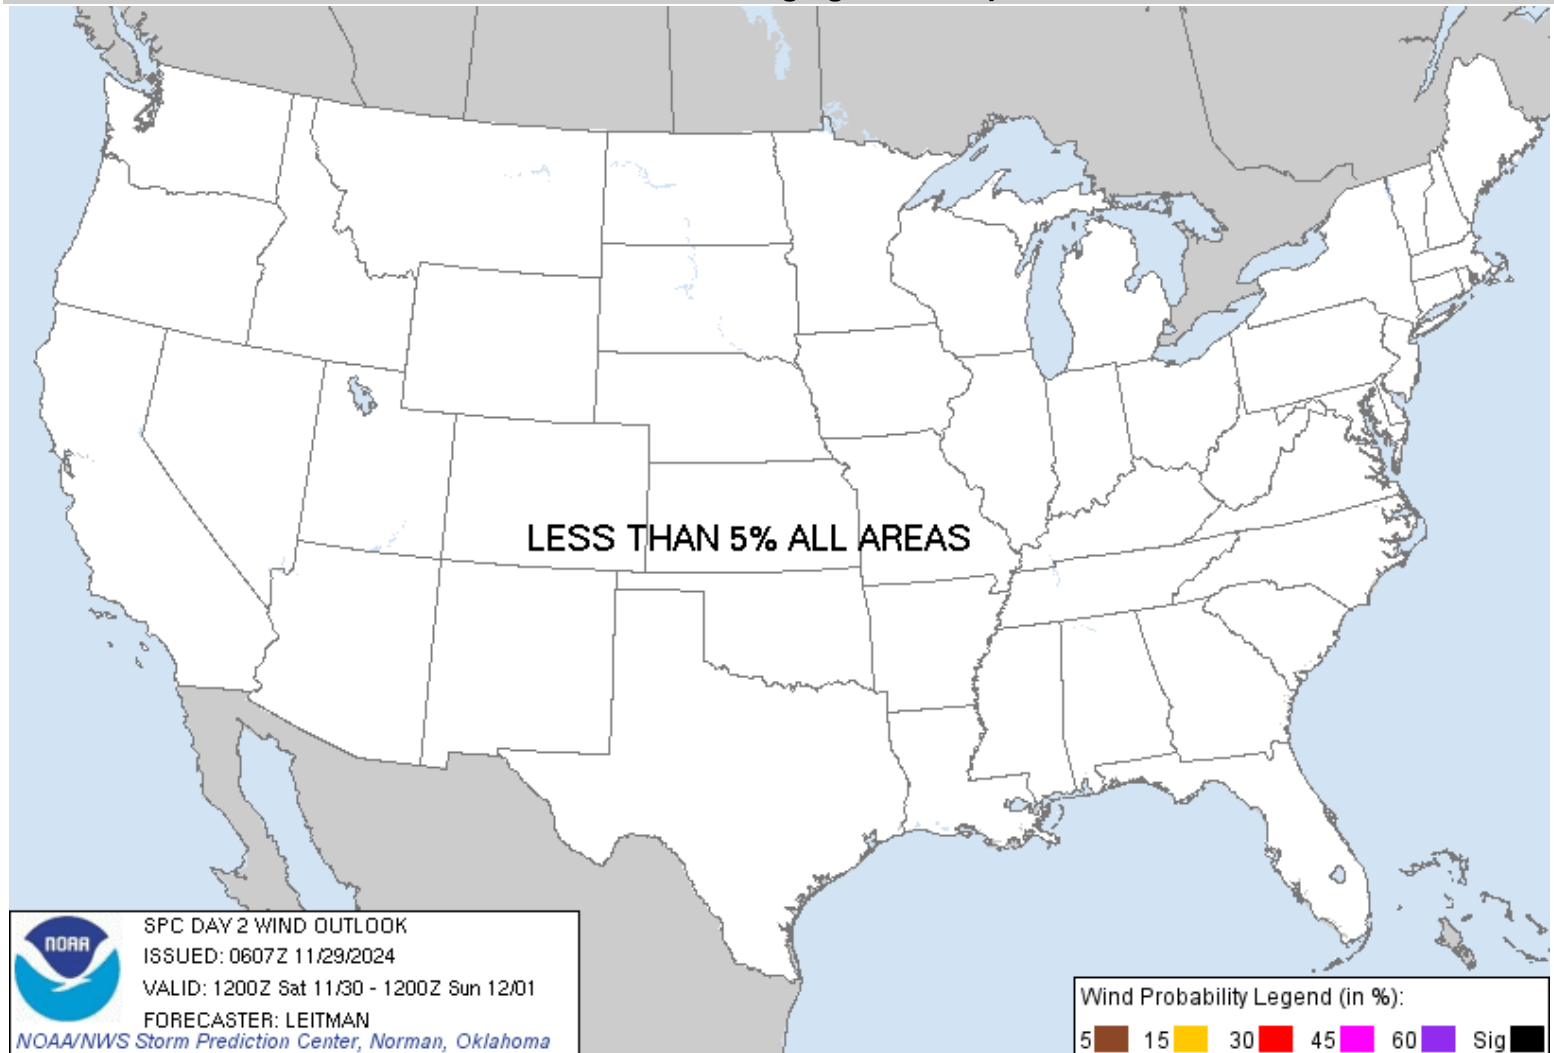 LESS THAN 5% ALL AREAS
NOAA
SPC DAY 2 WIND OUTLOOK
ISSUED: 0607Z 11/29/2024
VALID: 1200Z Sat 11/30 - 1200Z Sun 12/01
FORECASTER: LEITMAN
NOAA/NWS Storm Prediction Center, Norman, Oklahoma
Wind Probability Legend (in %):
5 15 30 45 60 Sig